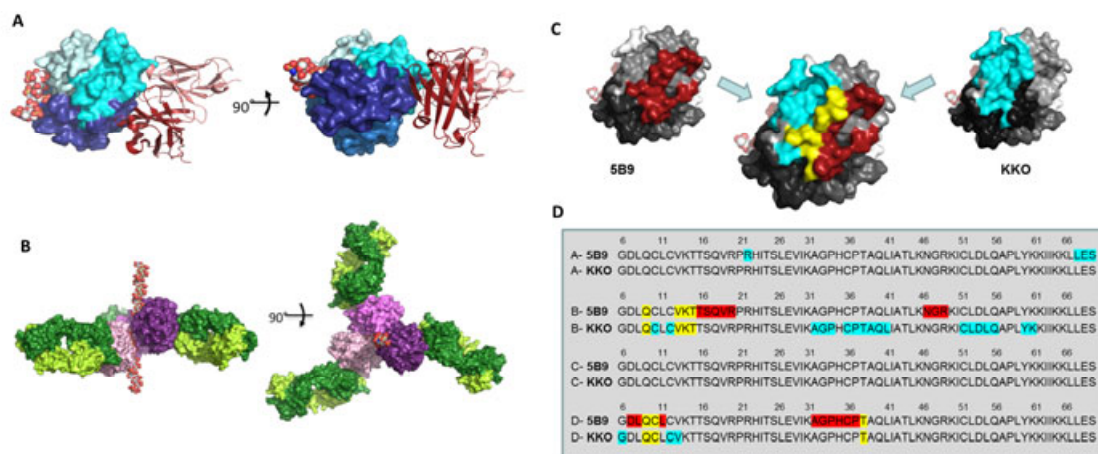 A
90°
B
90°
C
5B9
KKO
D
6 11 16 21 26 31 36 41 46 51 56 61 66
A- 5B9 GDLQCLCVKTTSQVRPRHITSLEVIKAGPHCPTAQLIATLKNGRKICLDLQAPLYKKIIKKLLES
A- KKO GDLQCLCVKTTSQVRPRHITSLEVIKAGPHCPTAQLIATLKNGRKICLDLQAPLYKKIIKKLLES
6 11 16 21 26 31 36 41 46 51 56 61 66
B- 5B9 GDLQCLCVKTTSQVRPRHITSLEVIKAGPHCPTAQLIATLKNGRKICLDLQAPLYKKIIKKLLES
B- KKO GDLQCLCVKTTSQVRPRHITSLEVIKAGPHCPTAQLIATLKNGRKICLDLQAPLYKKIIKKLLES
6 11 16 21 26 31 36 41 46 51 56 61 66
C- 5B9 GDLQCLCVKTTSQVRPRHITSLEVIKAGPHCPTAQLIATLKNGRKICLDLQAPLYKKIIKKLLES
C- KKO GDLQCLCVKTTSQVRPRHITSLEVIKAGPHCPTAQLIATLKNGRKICLDLQAPLYKKIIKKLLES
6 11 16 21 26 31 36 41 46 51 56 61 66
D- 5B9 GDLQCLCVKTTSQVRPRHITSLEVIKAGPHCPTAQLIATLKNGRKICLDLQAPLYKKIIKKLLES
D- KKO GDLQCLCVKTTSQVRPRHITSLEVIKAGPHCPTAQLIATLKNGRKICLDLQAPLYKKIIKKLLES